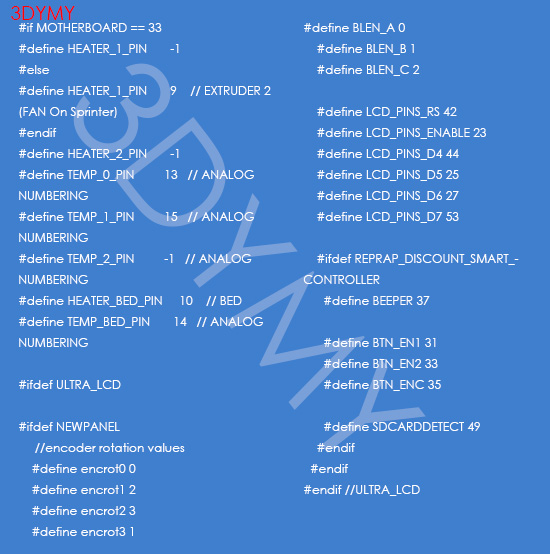 3DYMY
#if MOTHERBOARD == 33
#define HEATER_1_PIN -1
#else
#define HEATER_1_PIN 9 // EXTRUDER 2
(FAN On Sprinter)
#endif
#define HEATER_2_PIN -1
#define TEMP_0_PIN 13 // ANALOG
NUMBERING
#define TEMP_1_PIN 15 // ANALOG
NUMBERING
#define TEMP_2_PIN -1 // ANALOG
NUMBERING
#define HEATER_BED_PIN 10 // BED
#define TEMP_BED_PIN 14 // ANALOG
NUMBERING
#ifdef ULTRA_LCD
#ifdef NEWPANEL
//encoder rotation values
#define encrot0 0
#define encrot1 2
#define encrot2 3
#define encrot3 1
#define BLEN_A 0
#define BLEN_B 1
#define BLEN_C 2
#define LCD_PINS_RS 42
#define LCD_PINS_ENABLE 23
#define LCD_PINS_D4 44
#define LCD_PINS_D5 25
#define LCD_PINS_D6 27
#define LCD_PINS_D7 53
#ifdef REPRAP_DISCOUNT_SMART_-
CONTROLLER
#define BEEPER 37
#define BTN_EN1 31
#define BTN_EN2 33
#define BTN_ENC 35
#define SDCARDDETECT 49
#endif
#endif
#endif //ULTRA_LCD
3DYMY